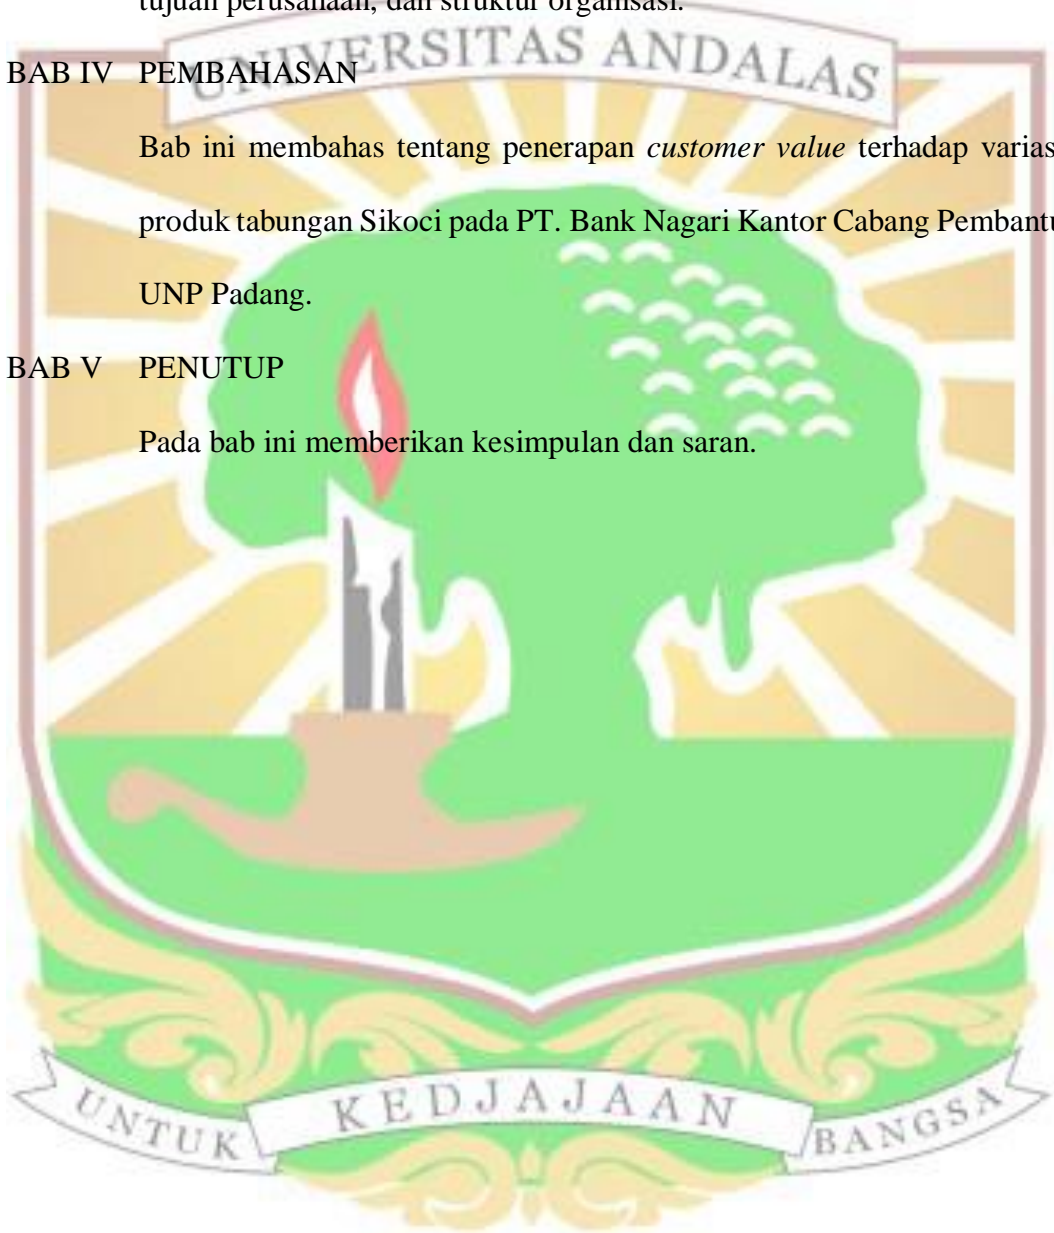 tujuan perusahaan, dan struktur organisasi.
UNIVERSITAS ANDALAS
BAB IV PEMBAHASAN
Bab ini membahas tentang penerapan customer value terhadap varias
produk tabungan Sikoci pada PT. Bank Nagari Kantor Cabang Pembantu
UNP Padang.
BAB V PENUTUP
Pada bab ini memberikan kesimpulan dan saran.
UNTUK KEDJAJAAN BANGSA